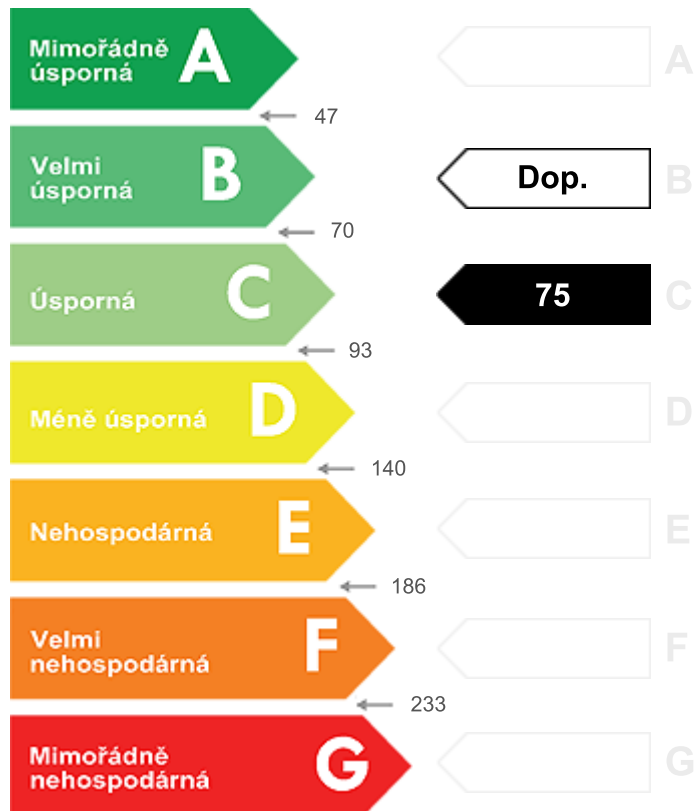 Mimořádně
úsporná
A
A
47
Velmi
úsporná
B
Dop.
B
70
Úsporná
C
75
C
93
Méně úsporná
D
D
140
Nehospodárná
E
E
186
Velmi
nehospodárná
F
F
233
Mimořádně
nehospodárná
G
G